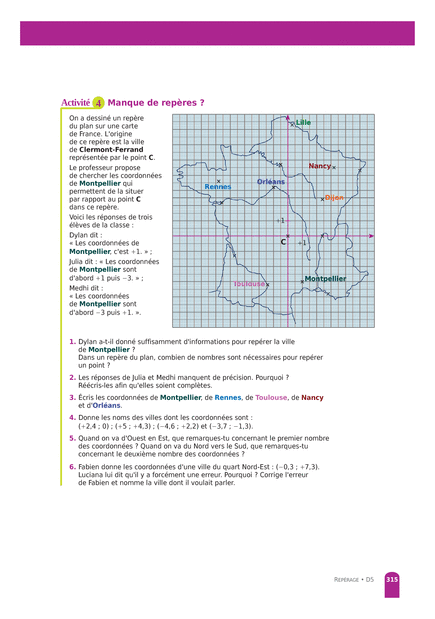 Activité 4 Manque de repères ?
On a dessiné un repère
du plan sur une carte
de France. L'origine
de ce repère est la ville
de Clermont-Ferrand
représentée par le point C.
Le professeur propose
de chercher les coordonnées
de Montpellier qui
permettent de la situer
par rapport au point C
dans ce repère.
Voici les réponses de trois
élèves de la classe :
Dylan dit :
« Les coordonnées de
Montpellier, c'est +1. » ;
Julia dit : « Les coordonnées
de Montpellier sont
d'abord +1 puis −3. » ;
Medhi dit :
« Les coordonnées
de Montpellier sont
d'abord −3 puis +1. ».
Lille
Nancy
Orléans
Rennes
Dijon
+1
C +1
Montpellier
Toulouse
1. Dylan a-t-il donné suffisamment d'informations pour repérer la ville
de Montpellier ?
Dans un repère du plan, combien de nombres sont nécessaires pour repérer
un point ?
2. Les réponses de Julia et Medhi manquent de précision. Pourquoi ?
Réécris-les afin qu'elles soient complètes.
3. Écris les coordonnées de Montpellier, de Rennes, de Toulouse, de Nancy
et d'Orléans.
4. Donne les noms des villes dont les coordonnées sont :
(+2,4 ; 0) ; (+5 ; +4,3) ; (−4,6 ; +2,2) et (−3,7 ; −1,3).
5. Quand on va d'Ouest en Est, que remarques-tu concernant le premier nombre
des coordonnées ? Quand on va du Nord vers le Sud, que remarques-tu
concernant le deuxième nombre des coordonnées ?
6. Fabien donne les coordonnées d'une ville du quart Nord-Est : (−0,3 ; +7,3).
Luciana lui dit qu'il y a forcément une erreur. Pourquoi ? Corrige l'erreur
de Fabien et nomme la ville dont il voulait parler.
REPÉRAGE • D5 315